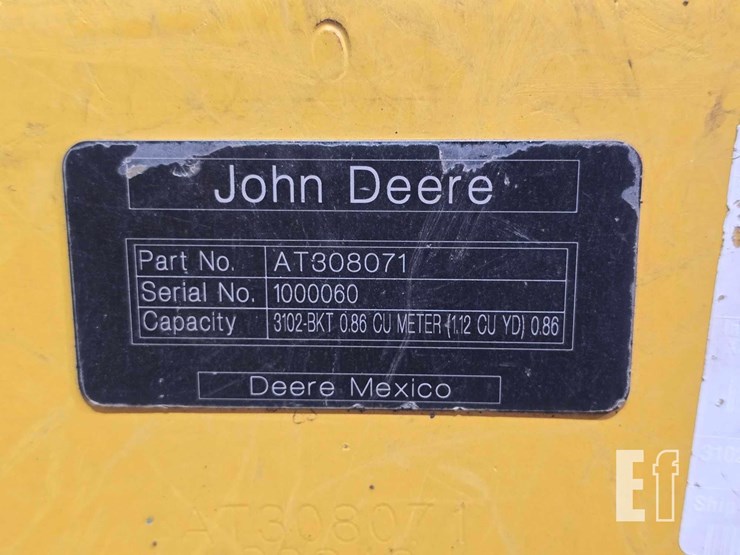 John Deere
Part No. AT308071
Serial No. 1000060
Capacity 3102-BKT 0.86 CU METER (1.12 CU YD) 0.86
Deere Mexico
Ef
AT308071